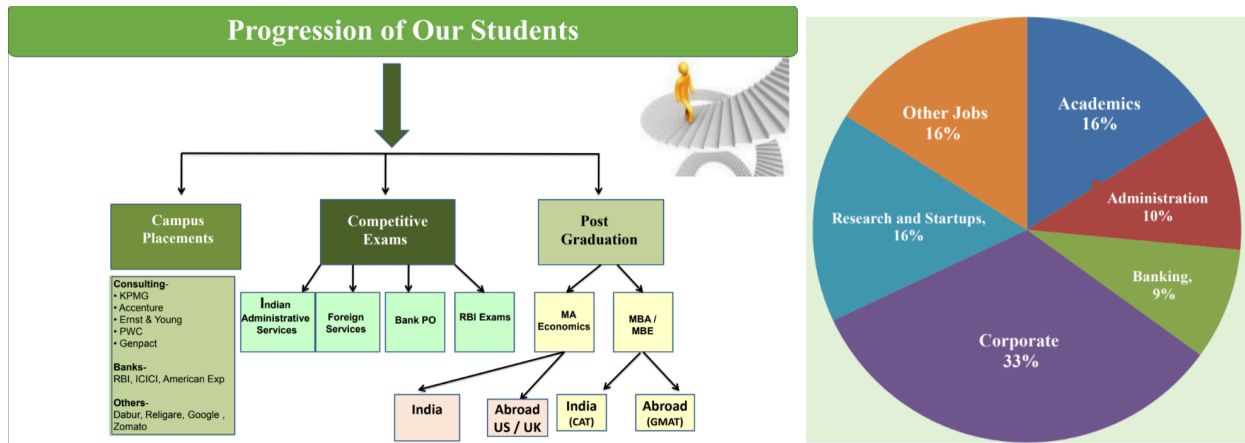 Progression of Our Students
Campus
Placements
Competitive
Exams
Post
Graduation
Consulting-
• KPMG
• Accenture
• Ernst & Young
• PWC
• Genpact
Banks-
RBI, ICICI, American Exp
Others-
Dabur, Religare, Google ,
Zomato
Indian
Administrative
Services
Foreign
Services
Bank PO
RBI Exams
MA
Economics
MBA /
MBE
India
Abroad
US / UK
India
(CAT)
Abroad
(GMAT)
Academics
16%
Administration
10%
Banking,
9%
Corporate
33%
Research and Startups,
16%
Other Jobs
16%